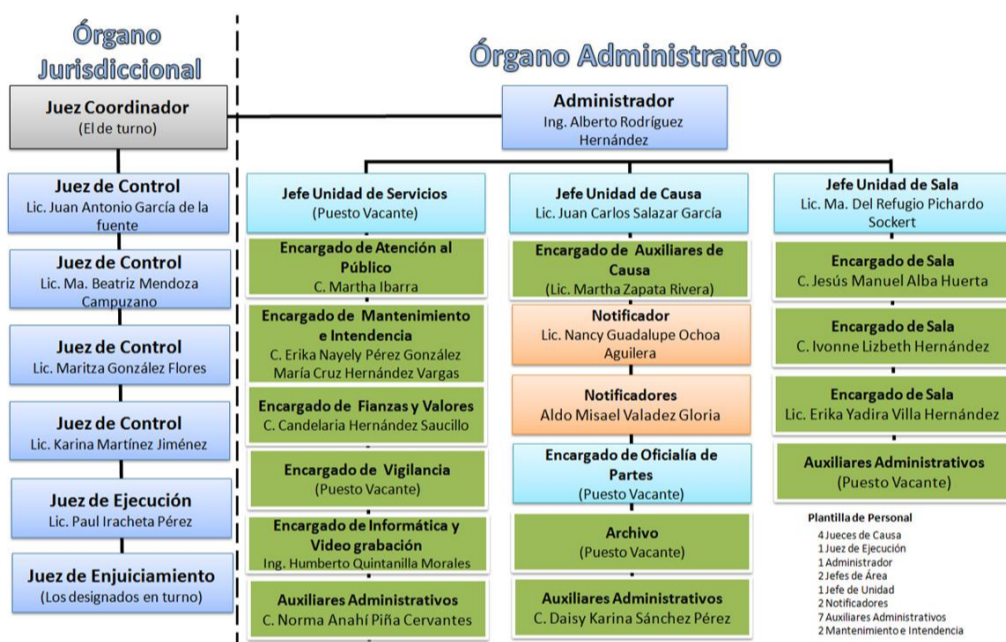 Órgano
Jurisdiccional
Juez Coordinador
(El de turno)
Juez de Control
Lic. Juan Antonio García de la
fuente
Juez de Control
Lic. Ma. Beatriz Mendoza
Campuzano
Juez de Control
Lic. Maritza González Flores
Juez de Control
Lic. Karina Martínez Jiménez
Juez de Ejecución
Lic. Paul Iracheta Pérez
Juez de Enjuiciamiento
(Los designados en turno)
Órgano Administrativo
Administrador
Ing. Alberto Rodríguez
Hernández
Jefe Unidad de Servicios
(Puesto Vacante)
Encargado de Atención al
Público
C. Martha Ibarra
Encargado de Mantenimiento
e Intendencia
C. Erika Nayely Pérez González
María Cruz Hernández Vargas
Encargado de Fianzas y Valores
C. Candelaria Hernández Saucillo
Encargado de Vigilancia
(Puesto Vacante)
Encargado de Informática y
Video grabación
Ing. Humberto Quintanilla Morales
Auxiliares Administrativos
C. Norma Anahí Piña Cervantes
Jefe Unidad de Causa
Lic. Juan Carlos Salazar García
Encargado de Auxiliares de
Causa
(Lic. Martha Zapata Rivera)
Notificador
Lic. Nancy Guadalupe Ochoa
Aguilera
Notificadores
Aldo Misael Valadez Gloria
Encargado de Oficialía de
Partes
(Puesto Vacante)
Archivo
(Puesto Vacante)
Auxiliares Administrativos
C. Daisy Karina Sánchez Pérez
Jefe Unidad de Sala
Lic. Ma. Del Refugio Pichardo
Sockert
Encargado de Sala
C. Jesús Manuel Alba Huerta
Encargado de Sala
C. Ivonne Lizbeth Hernández
Encargado de Sala
Lic. Erika Yadira Villa Hernández
Auxiliares Administrativos
(Puesto Vacante)
Plantilla de Personal
4 Jueces de Causa
1 Juez de Ejecución
1 Administrador
2 Jefes de Área
1 Jefe de Unidad
2 Notificadores
7 Auxiliares Administrativos
2 Mantenimiento e Intendencia